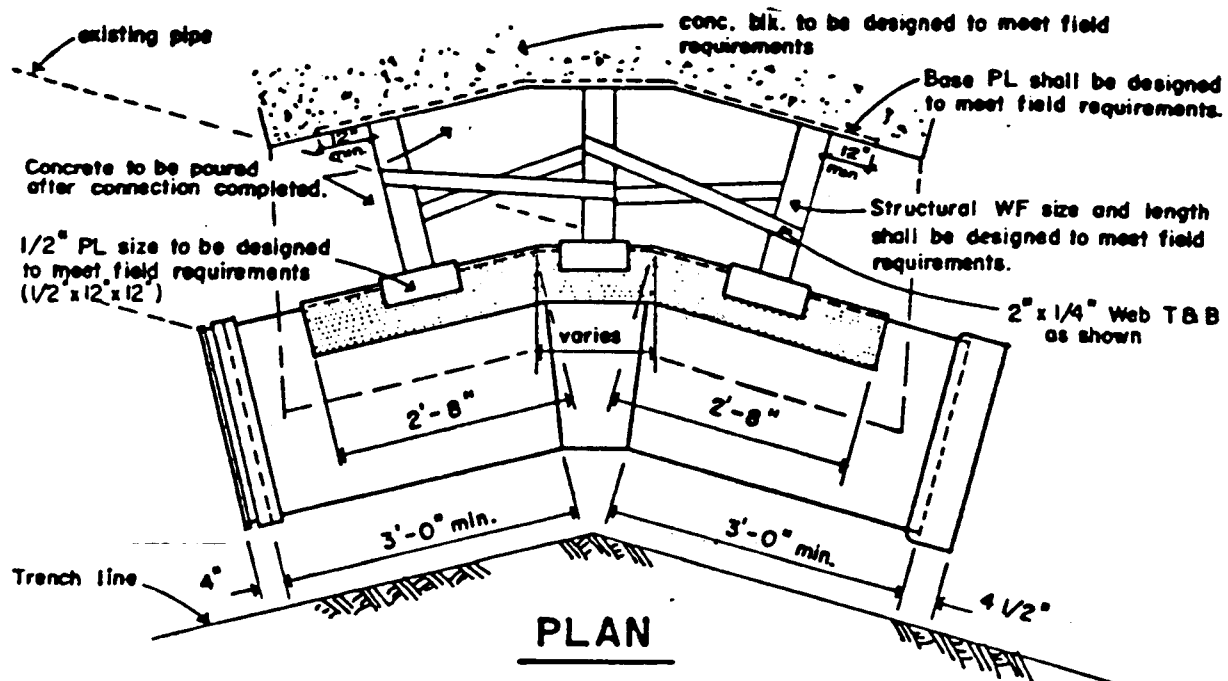 existing pipe
conc. blk. to be designed to meet field
requirements
Base PL shall be designed
to meet field requirements.
12"
min.
12"
min
Concrete to be poured
after connection completed.
Structural WF size and length
shall be designed to meet field
requirements.
1/2" PL size to be designed
to meet field requirements
(1/2"x12"x12")
2" x 1/4" Web T & B
as shown
varies
2'-8"
2'-8"
3'-0" min.
3'-0" min.
Trench line
4"
4 1/2"
PLAN